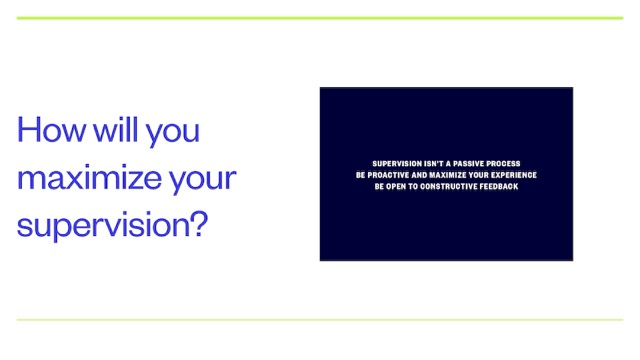 How will you
maximize your
supervision?
SUPERVISION ISN'T A PASSIVE PROCESS
BE PROACTIVE AND MAXIMIZE YOUR EXPERIENCE
BE OPEN TO CONSTRUCTIVE FEEDBACK